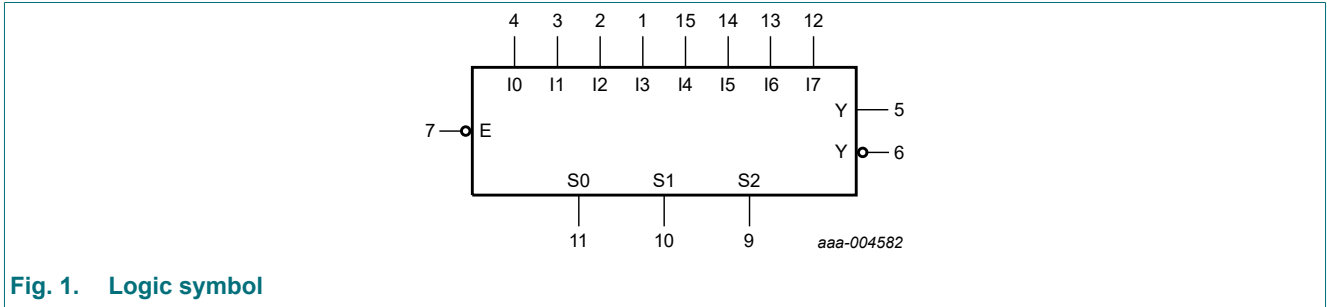 4 3 2 1 15 14 13 12
I0 I1 I2 I3 I4 I5 I6 I7
Y 5
7 E
Y 6
S0 S1 S2
11 10 9 aaa-004582
Fig. 1. Logic symbol